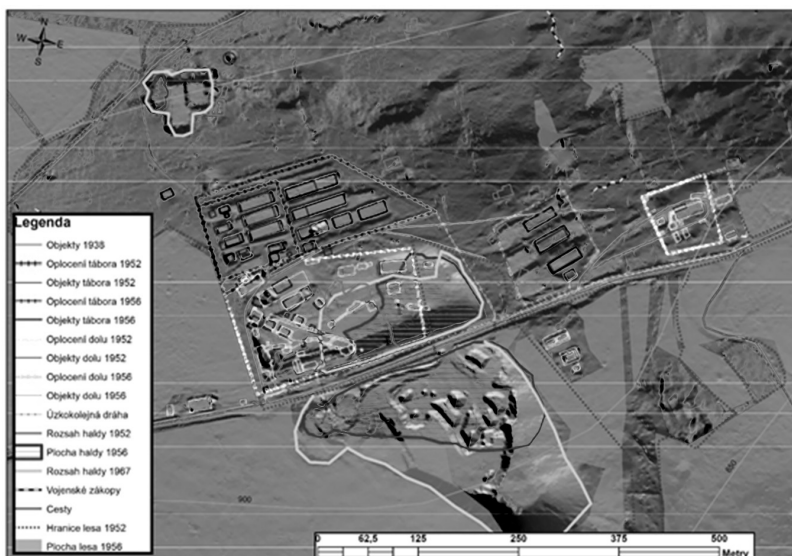 N
W E
S
Legenda
Objekty 1938
Oplocení tábora 1952
Objekty tábora 1952
Oplocení tábora 1956
Objekty tábora 1956
Oplocení dolu 1952
Objekty dolu 1952
Oplocení dolu 1956
Objekty dolu 1956
Úzkokolejná dráha
Rozsah haldy 1952
Plocha haldy 1956
Rozsah haldy 1967
Vojenské zákopy
Cesty
Hranice lesa 1952
Plocha lesa 1956
900
880
0 62,5 125 250 375 500
Metry